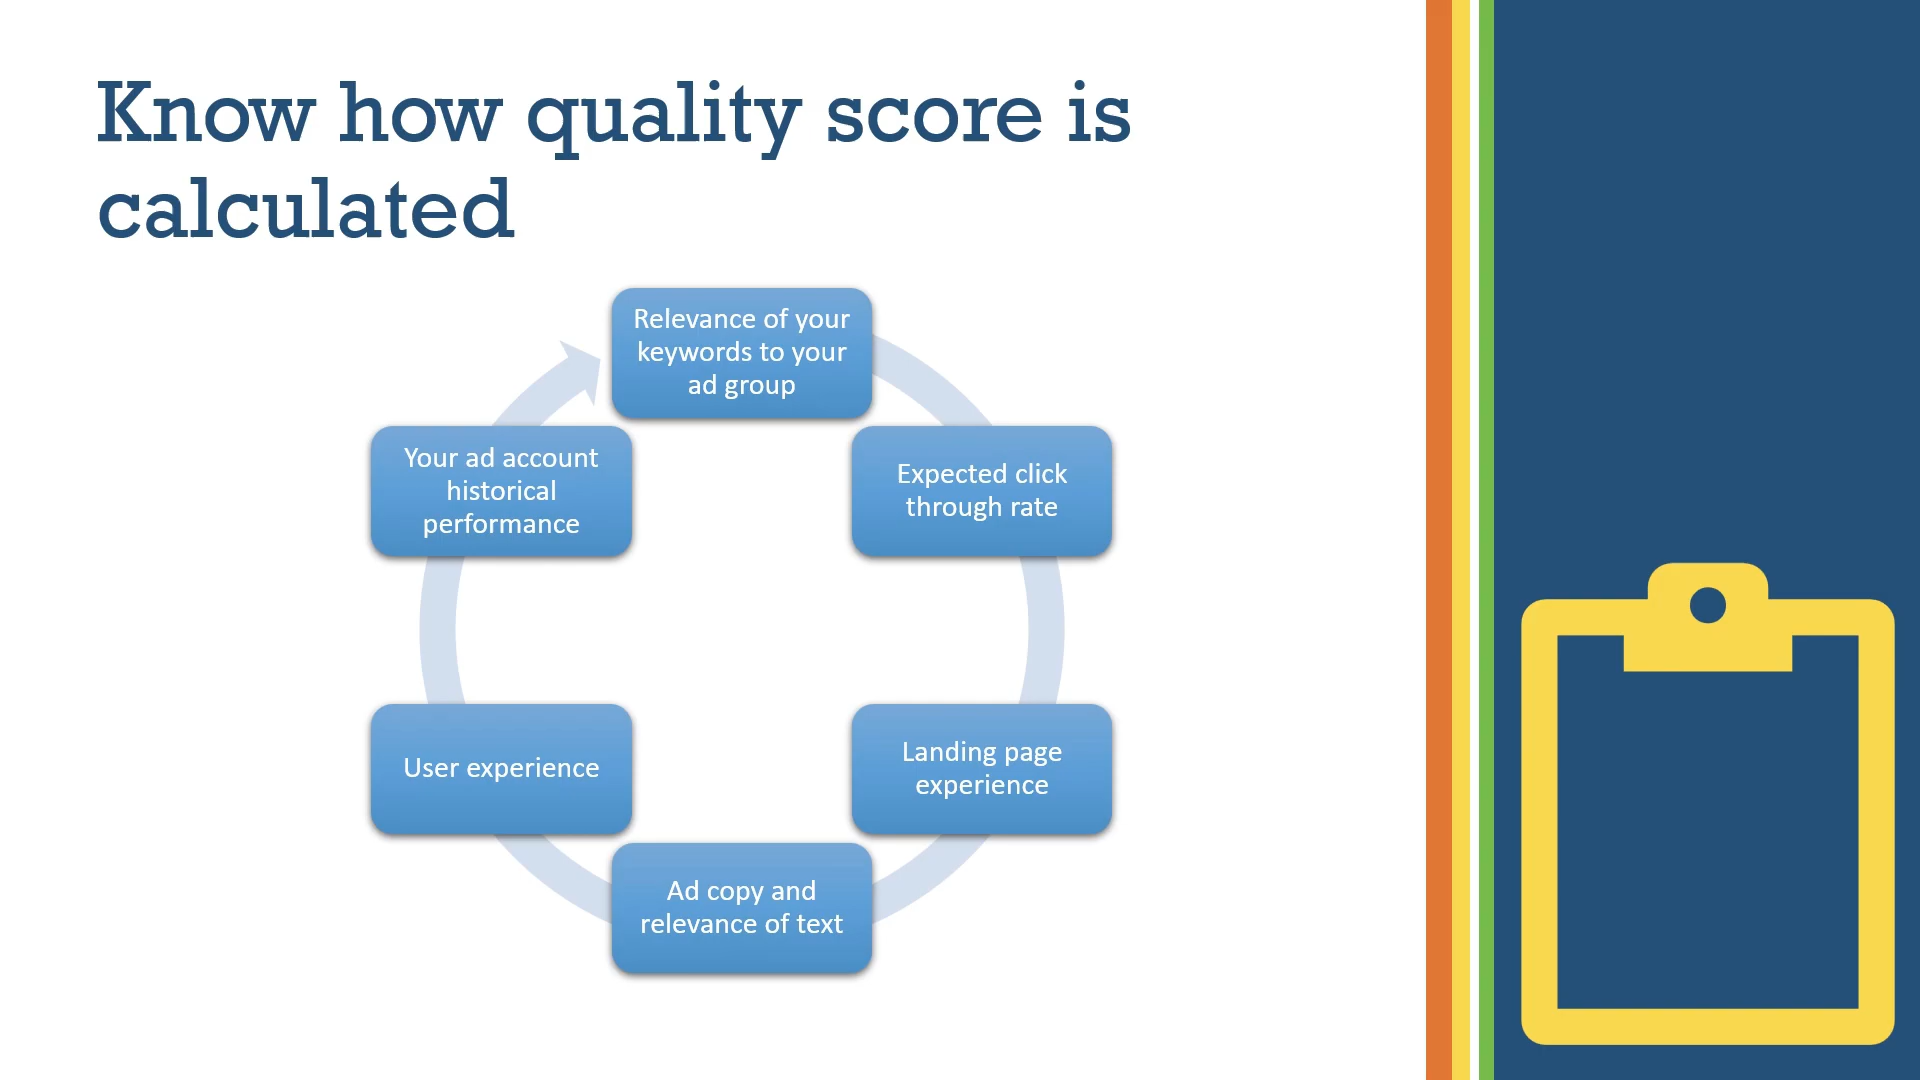 Know how quality score is
calculated
Relevance of your
keywords to your
ad group
Expected click
through rate
Landing page
experience
Ad copy and
relevance of text
User experience
Your ad account
historical
performance